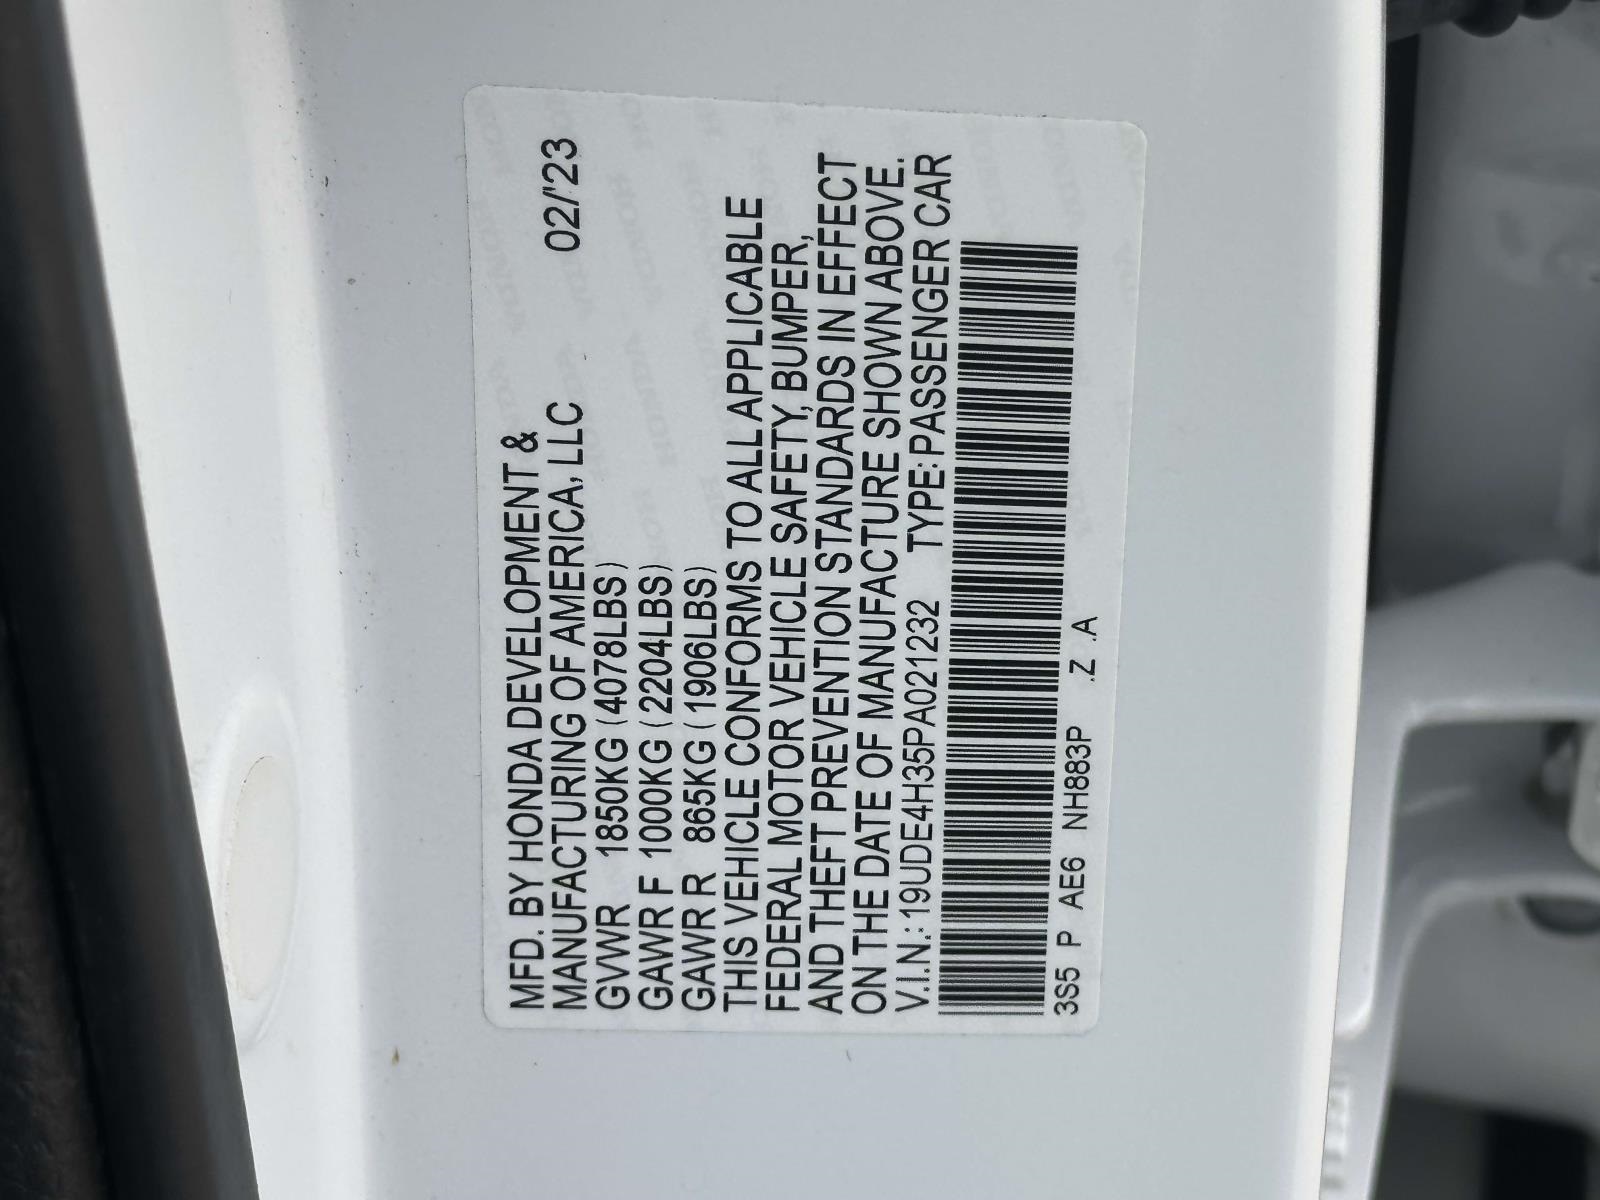 MFD. BY HONDA DEVELOPMENT &
MANUFACTURING OF AMERICA, LLC 02/'23
GVWR 1850KG (4078LBS)
GAWR F 1000KG (2204LBS)
GAWR R 865KG (1906LBS)
THIS VEHICLE CONFORMS TO ALL APPLICABLE
FEDERAL MOTOR VEHICLE SAFETY, BUMPER,
AND THEFT PREVENTION STANDARDS IN EFFECT
ON THE DATE OF MANUFACTURE SHOWN ABOVE.
V.I.N.: 19UDE4H35PA021232 TYPE: PASSENGER CAR
3S5 P AE6 NH883P .Z .A